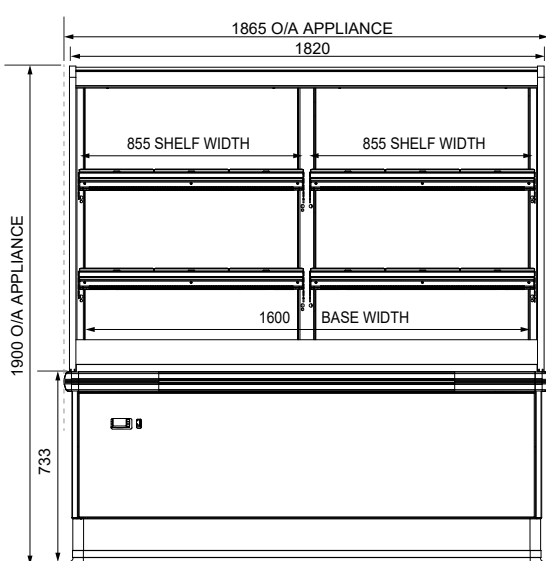 1865 O/A APPLIANCE
1820
855 SHELF WIDTH
855 SHELF WIDTH
1900 O/A APPLIANCE
1600 BASE WIDTH
733